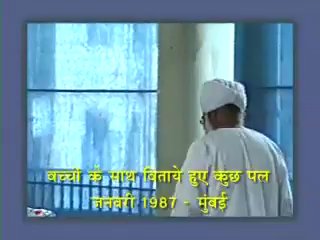 बच्चों के साथ बिताये हुए कुछ पल
जनवरी 1987 - मुंबई